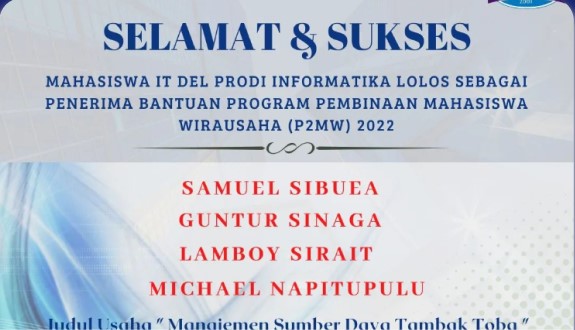 SELAMAT & SUKSES
MAHASISWA IT DEL PRODI INFORMATIKA LOLOS SEBAGAI
PENERIMA BANTUAN PROGRAM PEMBINAAN MAHASISWA
WIRAUSAHA (P2MW) 2022
SAMUEL SIBUEA
GUNTUR SINAGA
LAMBOY SIRAIT
MICHAEL NAPITUPULU
Judul Usaha " Manajemen Sumber Daya Tambak Toba "